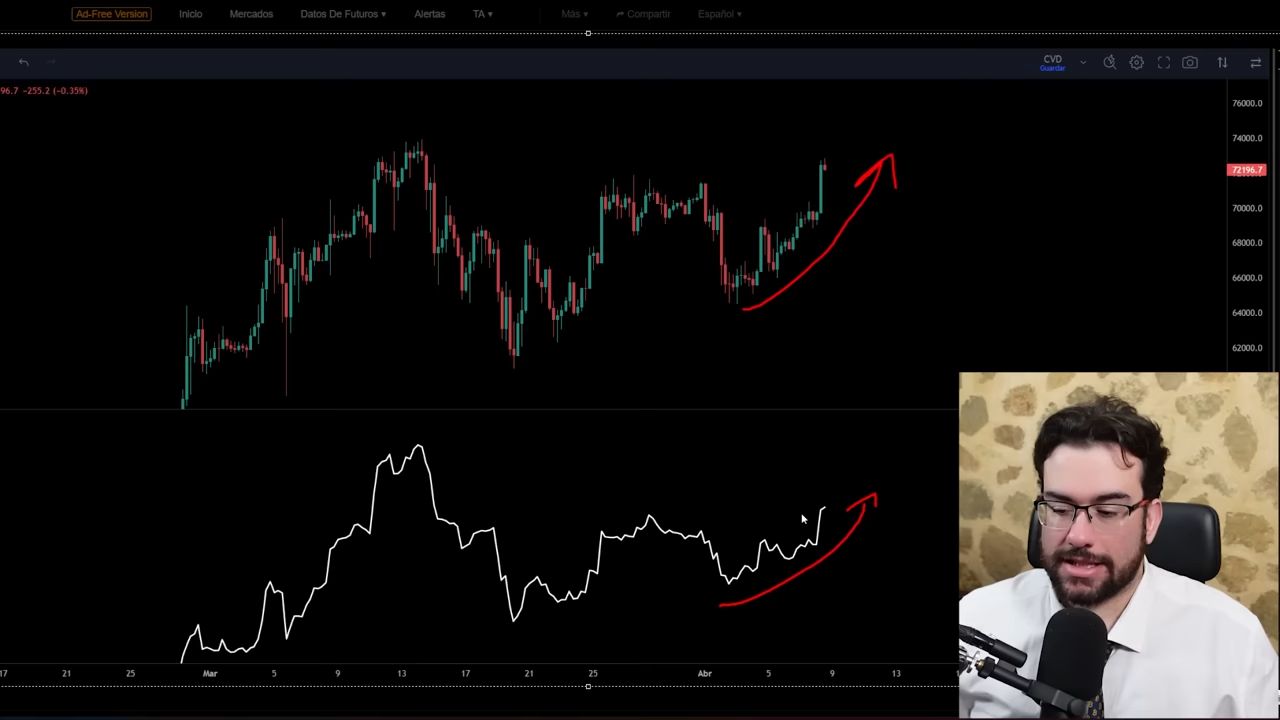 Ad-Free Version Inicio Mercados Datos De Futuros ▾ Alertas TA ▾ Más ▾ Compartir Español ▾
CVD
Guardar
96.7 −255.2 (−0.35%)
76000.0
74000.0
72196.7
70000.0
68000.0
66000.0
64000.0
62000.0
17 21 25 Mar 5 9 13 17 21 25 Abr 5 9 13